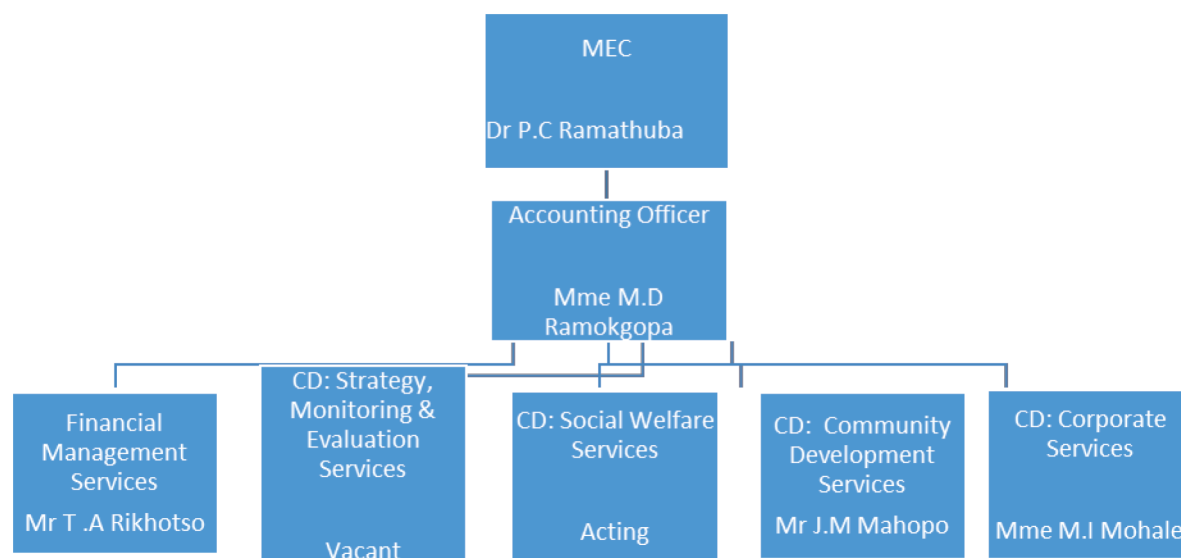 MEC
Dr P.C Ramathuba
Accounting Officer
Mme M.D
Ramokgopa
Financial
Management
Services
Mr T .A Rikhotso
CD: Strategy,
Monitoring &
Evaluation
Services
Vacant
CD: Social Welfare
Services
Acting
CD: Community
Development
Services
Mr J.M Mahopo
CD: Corporate
Services
Mme M.I Mohale